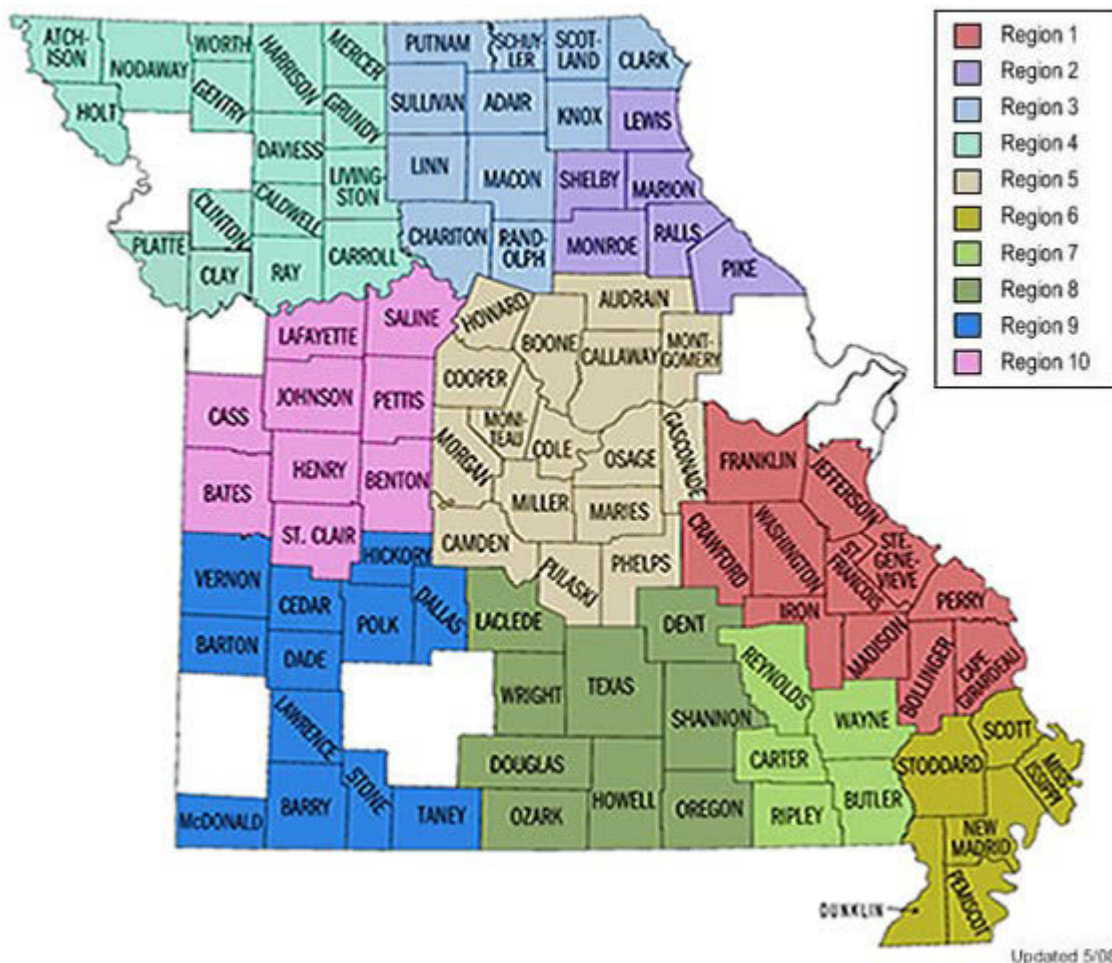 ATCH-
ISON
NODAWAY
WORTH
HARRISON
MERCER
PUTNAM
SCHUY-
LER
SCOT-
LAND
CLARK
HOLT
GENTRY
GRUNDY
SULLIVAN
ADAIR
KNOX
LEWIS
DAVIESS
LIVING-
STON
LINN
MACON
SHELBY
MARION
CLINTON
CALDWELL
PLATTE
CLAY
RAY
CARROLL
CHARITON
RAND-
OLPH
MONROE
RALLS
PIKE
LAFAYETTE
SALINE
HOWARD
BOONE
AUDRAIN
CALLAWAY
MONT-
GOMERY
CASS
JOHNSON
PETTIS
COOPER
MONI-
TEAU
COLE
OSAGE
GASCONADE
BATES
HENRY
BENTON
MORGAN
MILLER
MARIES
FRANKLIN
JEFFERSON
ST. CLAIR
CAMDEN
PULASKI
PHELPS
CRAWFORD
WASHINGTON
ST.
FRANCOIS
STE.
GENE-
VIEVE
PERRY
VERNON
HICKORY
CEDAR
POLK
DALLAS
LACLEDE
DENT
IRON
MADISON
BOLLINGER
CAPE
GIRARDEAU
BARTON
DADE
WRIGHT
TEXAS
SHANNON
REYNOLDS
WAYNE
LAWRENCE
DOUGLAS
CARTER
STODDARD
SCOTT
MISS-
ISSIPPY
McDONALD
BARRY
STONE
TANEY
OZARK
HOWELL
OREGON
RIPLEY
BUTLER
NEW
MADRID
DUNKLIN
PEMISCOT
Region 1
Region 2
Region 3
Region 4
Region 5
Region 6
Region 7
Region 8
Region 9
Region 10
Updated 5/08